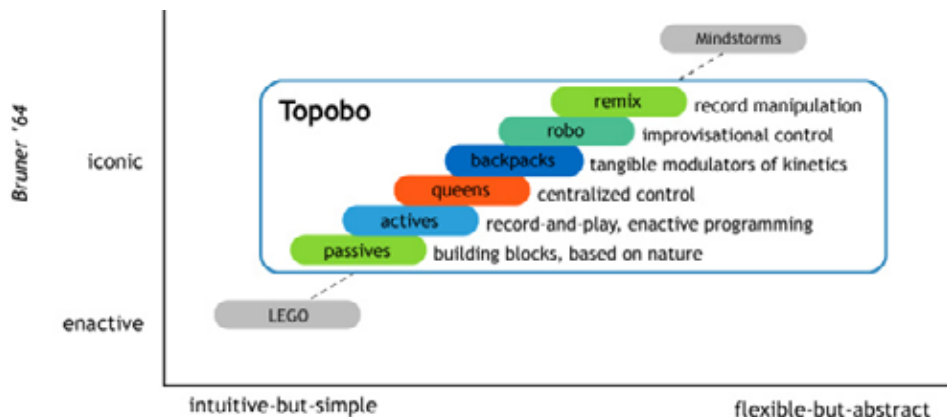 Mindstorms
Topobo
remix record manipulation
robo improvisational control
backpacks tangible modulators of kinetics
queens centralized control
actives record-and-play, enactive programming
passives building blocks, based on nature
LEGO
Bruner '64
iconic
enactive
intuitive-but-simple
flexible-but-abstract